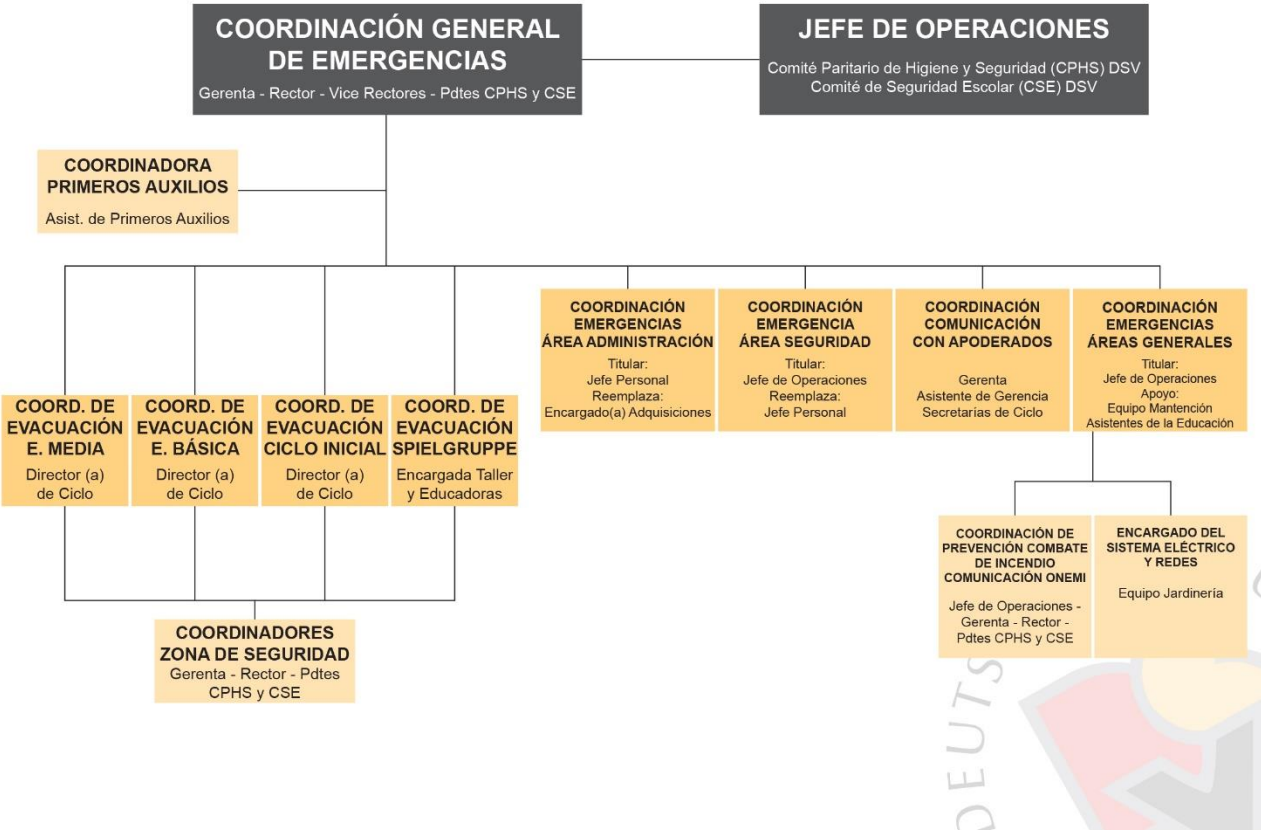 COORDINACIÓN GENERAL
DE EMERGENCIAS
Gerenta - Rector - Vice Rectores - Pdtes CPHS y CSE
JEFE DE OPERACIONES
Comité Paritario de Higiene y Seguridad (CPHS) DSV
Comité de Seguridad Escolar (CSE) DSV
COORDINADORA
PRIMEROS AUXILIOS
Asist. de Primeros Auxilios
COORD. DE
EVACUACIÓN
E. MEDIA
Director (a)
de Ciclo
COORD. DE
EVACUACIÓN
E. BÁSICA
Director (a)
de Ciclo
COORD. DE
EVACUACIÓN
CICLO INICIAL
Director (a)
de Ciclo
COORD. DE
EVACUACIÓN
SPIELGRUPPE
Encargada Taller
y Educadoras
COORDINACIÓN
EMERGENCIAS
ÁREA ADMINISTRACIÓN
Titular:
Jefe Personal
Reemplaza:
Encargado(a) Adquisiciones
COORDINACIÓN
EMERGENCIA
ÁREA SEGURIDAD
Titular:
Jefe de Operaciones
Reemplaza:
Jefe Personal
COORDINACIÓN
COMUNICACIÓN
CON APODERADOS
Gerenta
Asistente de Gerencia
Secretarías de Ciclo
COORDINACIÓN
EMERGENCIAS
ÁREAS GENERALES
Titular:
Jefe de Operaciones
Apoyo:
Equipo Mantención
Asistentes de la Educación
COORDINACIÓN DE
PREVENCIÓN COMBATE
DE INCENDIO
COMUNICACIÓN ONEMI
Jefe de Operaciones -
Gerenta - Rector -
Pdtes CPHS y CSE
ENCARGADO DEL
SISTEMA ELÉCTRICO
Y REDES
Equipo Jardinería
COORDINADORES
ZONA DE SEGURIDAD
Gerenta - Rector - Pdtes
CPHS y CSE
DEUTS